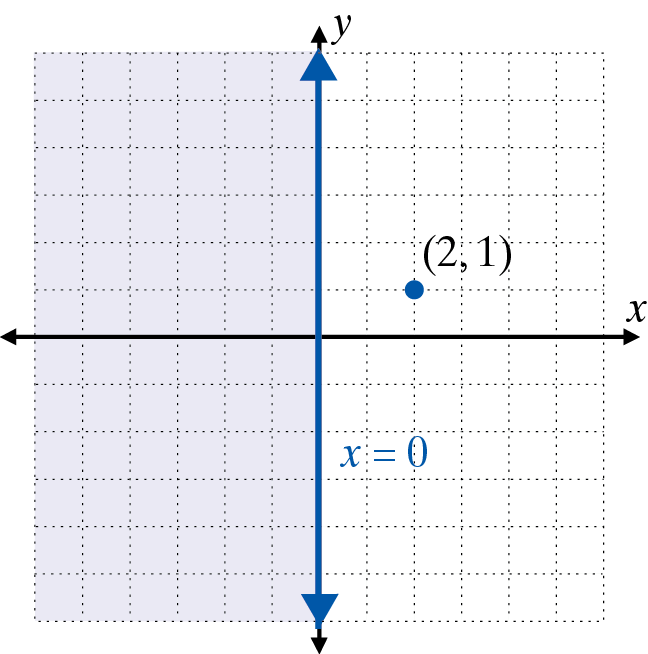 y
(2, 1)
x
x = 0